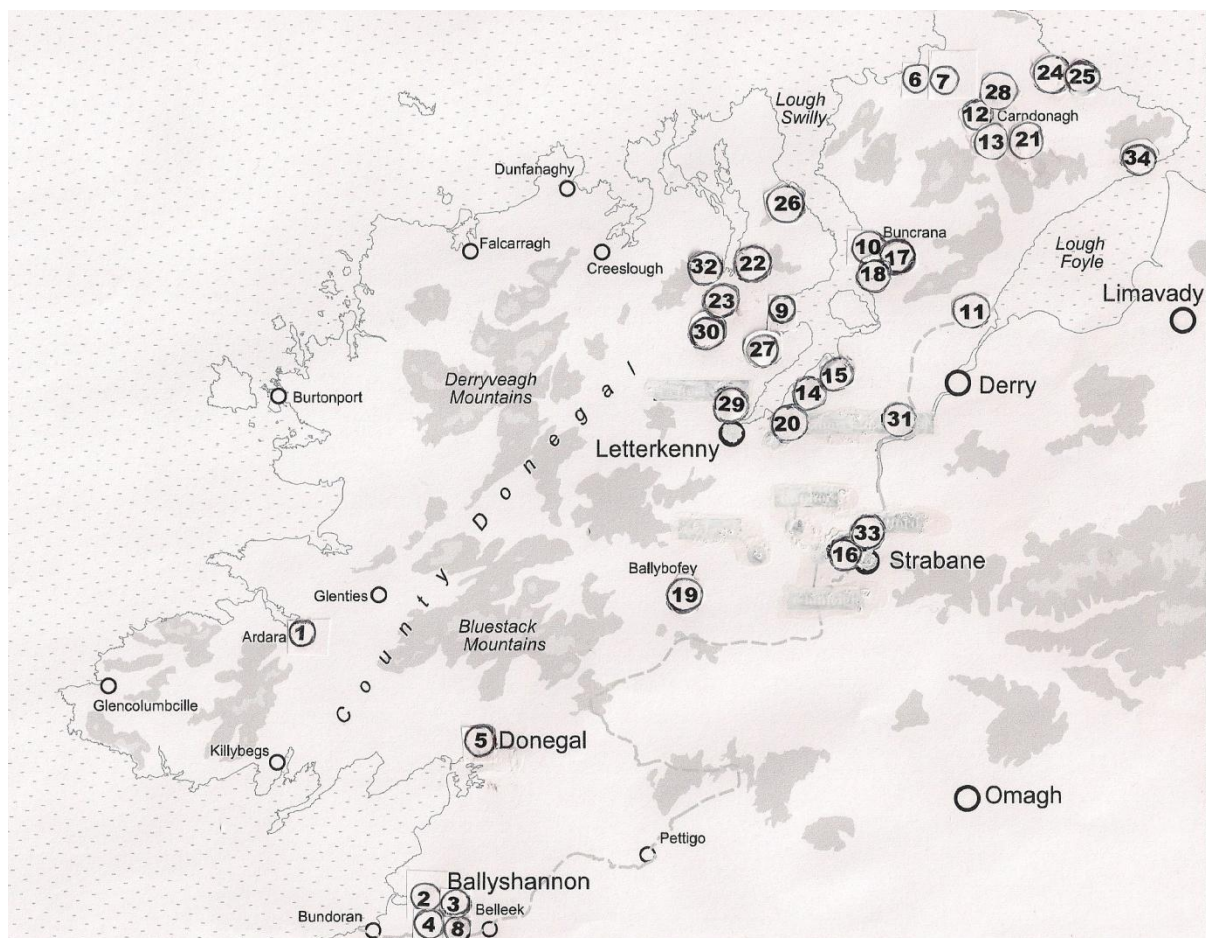 6
7
24
25
28
12
Carndonagh
13
21
34
Lough
Swilly
Dunfanaghy
26
Falcarragh
Creeslough
32
22
Buncrana
10
17
18
Lough
Foyle
Limavady
23
9
11
30
27
15
14
29
20
31
Derry
Letterkenny
Derryveagh
Mountains
Burtonport
County Donegal
33
16
Strabane
Ballybofey
19
Glenties
Ardara
1
Bluestack
Mountains
Glencolumbcille
Killybegs
5
Donegal
Omagh
Pettigo
Ballyshannon
2
3
Belleek
Bundoran
4
8